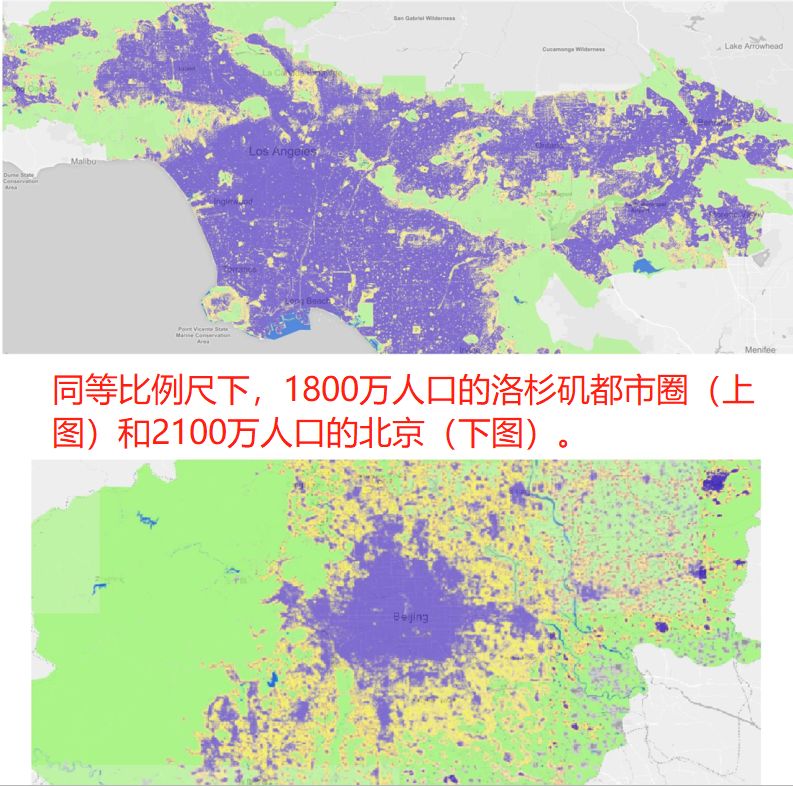 San Gabriel Wilderness
Cucamonga Wilderness
Lake Arrowhead
Malibu
Los Angeles
Dume State
Conservation
Area
Inglewood
Torrance
Long Beach
Ontario
Point Vicente State
Marine Conservation
Area
Irvine
Menifee
同等比例尺下，1800万人口的洛杉矶都市圈（上
图）和2100万人口的北京（下图）。
Beijing